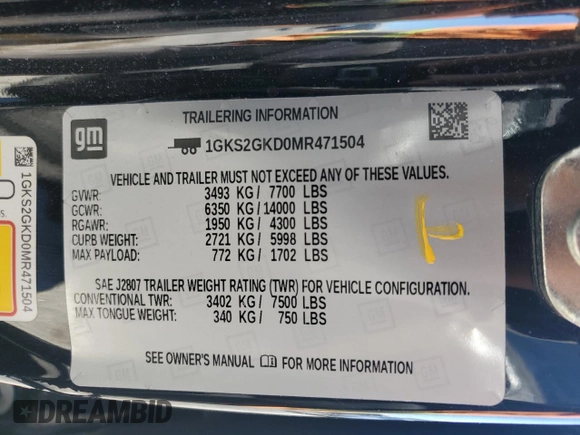 gm
TRAILERING INFORMATION
1GKS2GKD0MR471504
VEHICLE AND TRAILER MUST NOT EXCEED ANY OF THESE VALUES.
GVWR: 3493 KG/ 7700 LBS
GCWR: 6350 KG/14000 LBS
RGAWR: 1950 KG/ 4300 LBS
CURB WEIGHT: 2721 KG/ 5998 LBS
MAX PAYLOAD: 772 KG/ 1702 LBS
SAE J2807 TRAILER WEIGHT RATING (TWR) FOR VEHICLE CONFIGURATION.
CONVENTIONAL TWR: 3402 KG/ 7500 LBS
MAX TONGUE WEIGHT: 340 KG/ 750 LBS
SEE OWNER'S MANUAL FOR MORE INFORMATION
1GKS2GKD0MR471504
DREAMBID